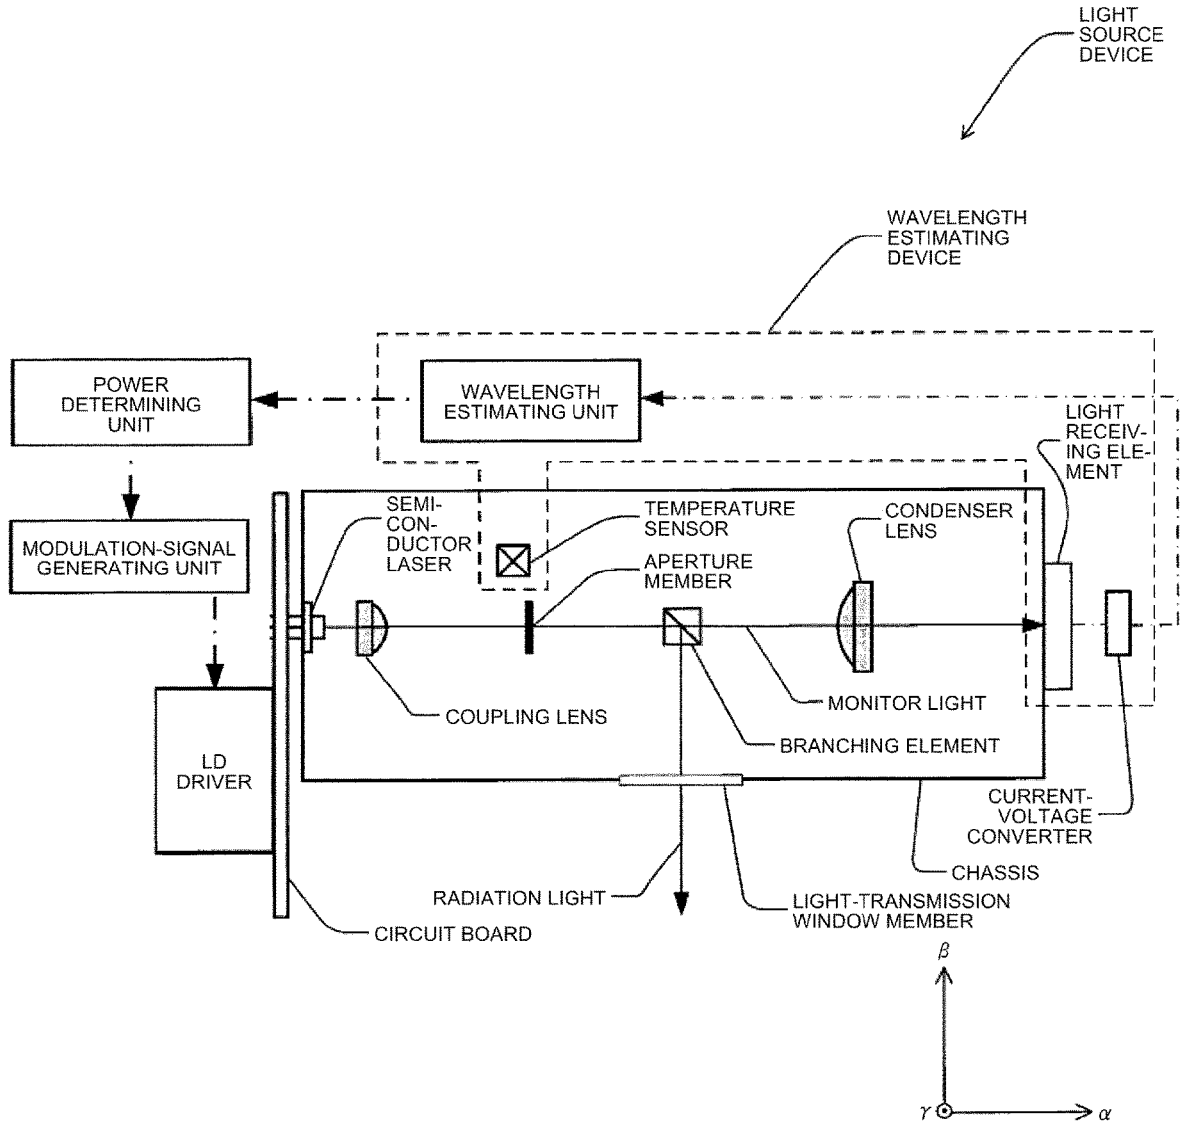 LIGHT
SOURCE
DEVICE
WAVELENGTH
ESTIMATING
DEVICE
POWER
DETERMINING
UNIT
WAVELENGTH
ESTIMATING UNIT
LIGHT
RECEIV-
ING ELE-
MENT
MODULATION-SIGNAL
GENERATING UNIT
SEMI-
CON-
DUCTOR
LASER
TEMPERATURE
SENSOR
APERTURE
MEMBER
CONDENSER
LENS
COUPLING LENS
MONITOR LIGHT
BRANCHING ELEMENT
LD
DRIVER
CURRENT-
VOLTAGE
CONVERTER
CHASSIS
RADIATION LIGHT
LIGHT-TRANSMISSION
WINDOW MEMBER
CIRCUIT BOARD
β
γ
α